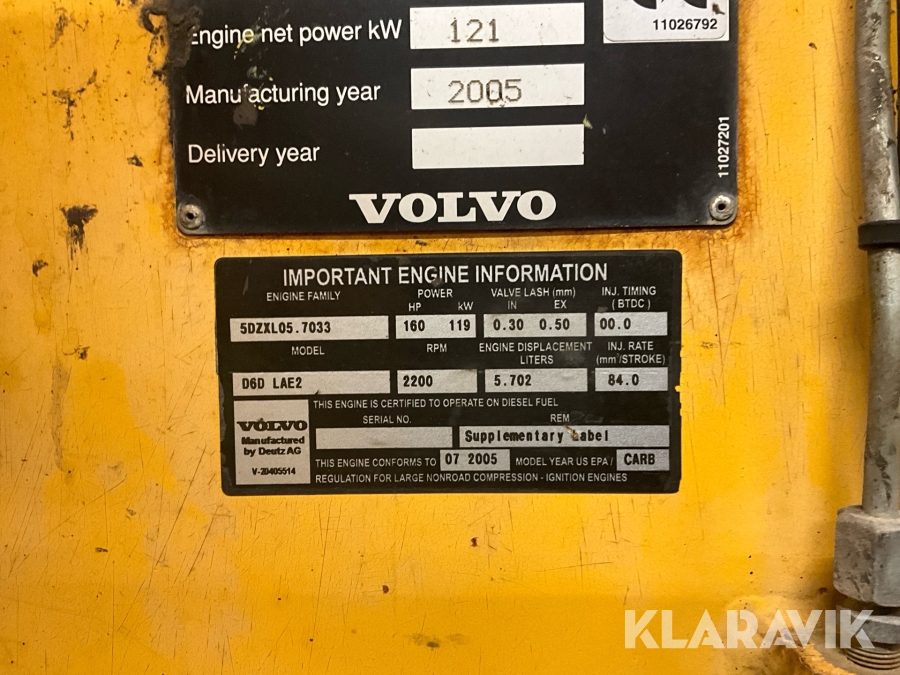 Engine net power kW 121
11026792
Manufacturing year 2005
Delivery year
11027201
VOLVO
IMPORTANT ENGINE INFORMATION
ENIGINE FAMILY POWER VALVE LASH (mm) INJ. TIMING
HP kW IN EX (BTDC)
5DZXL05.7033 160 119 0.30 0.50 00.0
MODEL RPM ENGINE DISPLACEMENT INJ. RATE
LITERS (mm³/STROKE)
D6D LAE2 2200 5.702 84.0
THIS ENGINE IS CERTIFIED TO OPERATE ON DIESEL FUEL
SERIAL NO. REM
VOLVO
Manufactured
by Deutz AG
V-20405514
Supplementary Label
THIS ENGINE CONFORMS TO 07 2005 MODEL YEAR US EPA / CARB
REGULATION FOR LARGE NONROAD COMPRESSION - IGNITION ENGINES
KLARAVIK